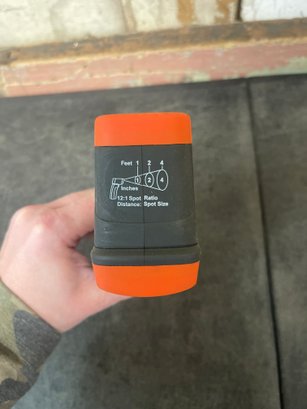 Feet 1 2 4
1 2 4
Inches
12:1 Spot Ratio
Distance: Spot Size